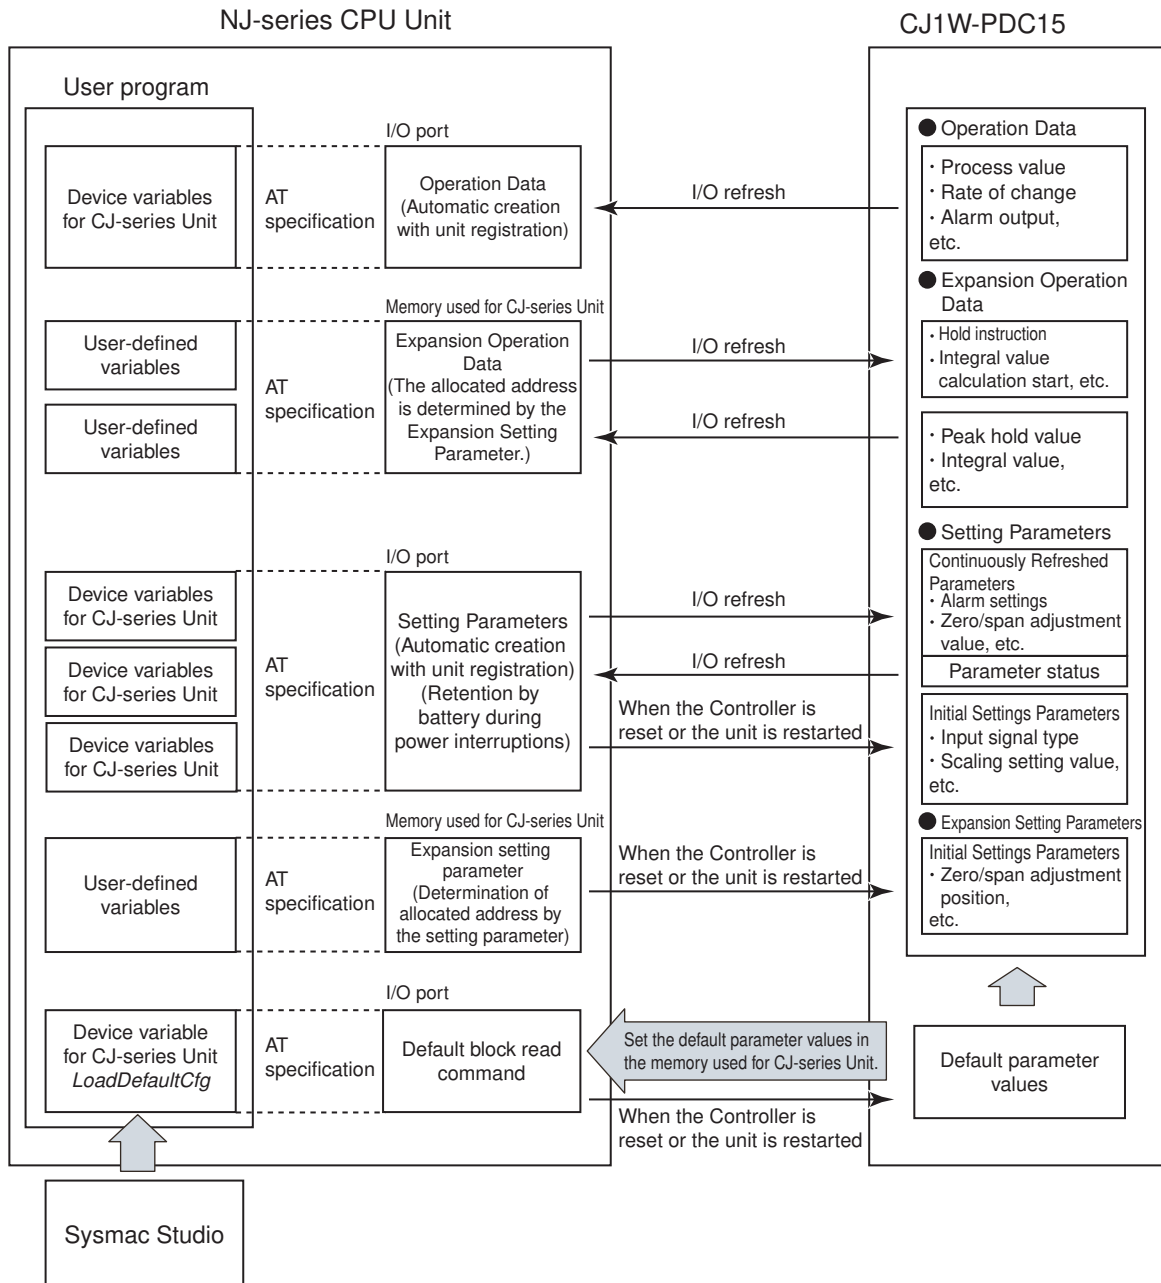 NJ-series CPU Unit
CJ1W-PDC15
User program
I/O port
Device variables
for CJ-series Unit
AT
specification
Operation Data
(Automatic creation
with unit registration)
I/O refresh
● Operation Data
· Process value
· Rate of change
· Alarm output,
etc.
Memory used for CJ-series Unit
User-defined
variables
User-defined
variables
AT
specification
Expansion Operation
Data
(The allocated address
is determined by the
Expansion Setting
Parameter.)
I/O refresh
I/O refresh
● Expansion Operation
Data
· Hold instruction
· Integral value
calculation start, etc.
· Peak hold value
· Integral value,
etc.
I/O port
Device variables
for CJ-series Unit
Device variables
for CJ-series Unit
Device variables
for CJ-series Unit
AT
specification
Setting Parameters
(Automatic creation
with unit registration)
(Retention by
battery during
power interruptions)
I/O refresh
I/O refresh
When the Controller is
reset or the unit is restarted
● Setting Parameters
Continuously Refreshed
Parameters
· Alarm settings
· Zero/span adjustment
value, etc.
Parameter status
Initial Settings Parameters
· Input signal type
· Scaling setting value,
etc.
Memory used for CJ-series Unit
User-defined
variables
AT
specification
Expansion setting
parameter
(Determination of
allocated address by
the setting parameter)
When the Controller is
reset or the unit is restarted
● Expansion Setting Parameters
Initial Settings Parameters
· Zero/span adjustment
position,
etc.
I/O port
Device variable
for CJ-series Unit
LoadDefaultCfg
AT
specification
Default block read
command
Set the default parameter values in
the memory used for CJ-series Unit.
When the Controller is
reset or the unit is restarted
Default parameter
values
Sysmac Studio